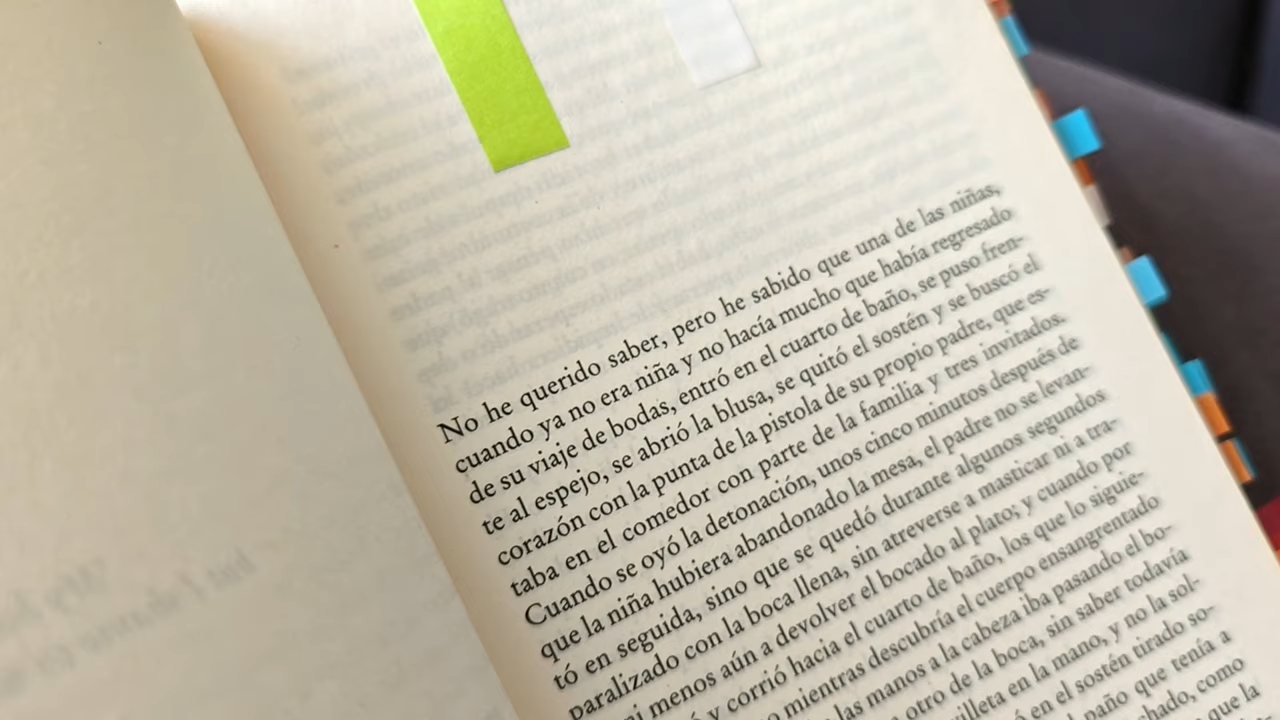 No he querido saber, pero he sabido que una de las niñas,
cuando ya no era niña y no hacía mucho que había regresado
de su viaje de bodas, entró en el cuarto de baño, se puso fren-
te al espejo, se abrió la blusa, se quitó el sostén y se buscó el
corazón con la punta de la pistola de su propio padre, que es-
taba en el comedor con parte de la familia y tres invitados.
Cuando se oyó la detonación, unos cinco minutos después de
que la niña hubiera abandonado la mesa, el padre no se levan-
tó en seguida, sino que se quedó durante algunos segundos
paralizado con la boca llena, sin atreverse a masticar ni a tra-
ni menos aún a devolver el bocado al plato; y cuando por
y corrió hacia el cuarto de baño, los que lo siguie-
mientras descubría el cuerpo ensangrentado
las manos a la cabeza iba pasando el bo-
otro de la boca, sin saber todavía
en la mano, y no la sol-
en el sostén tirado so-
que tenía a
como
que la